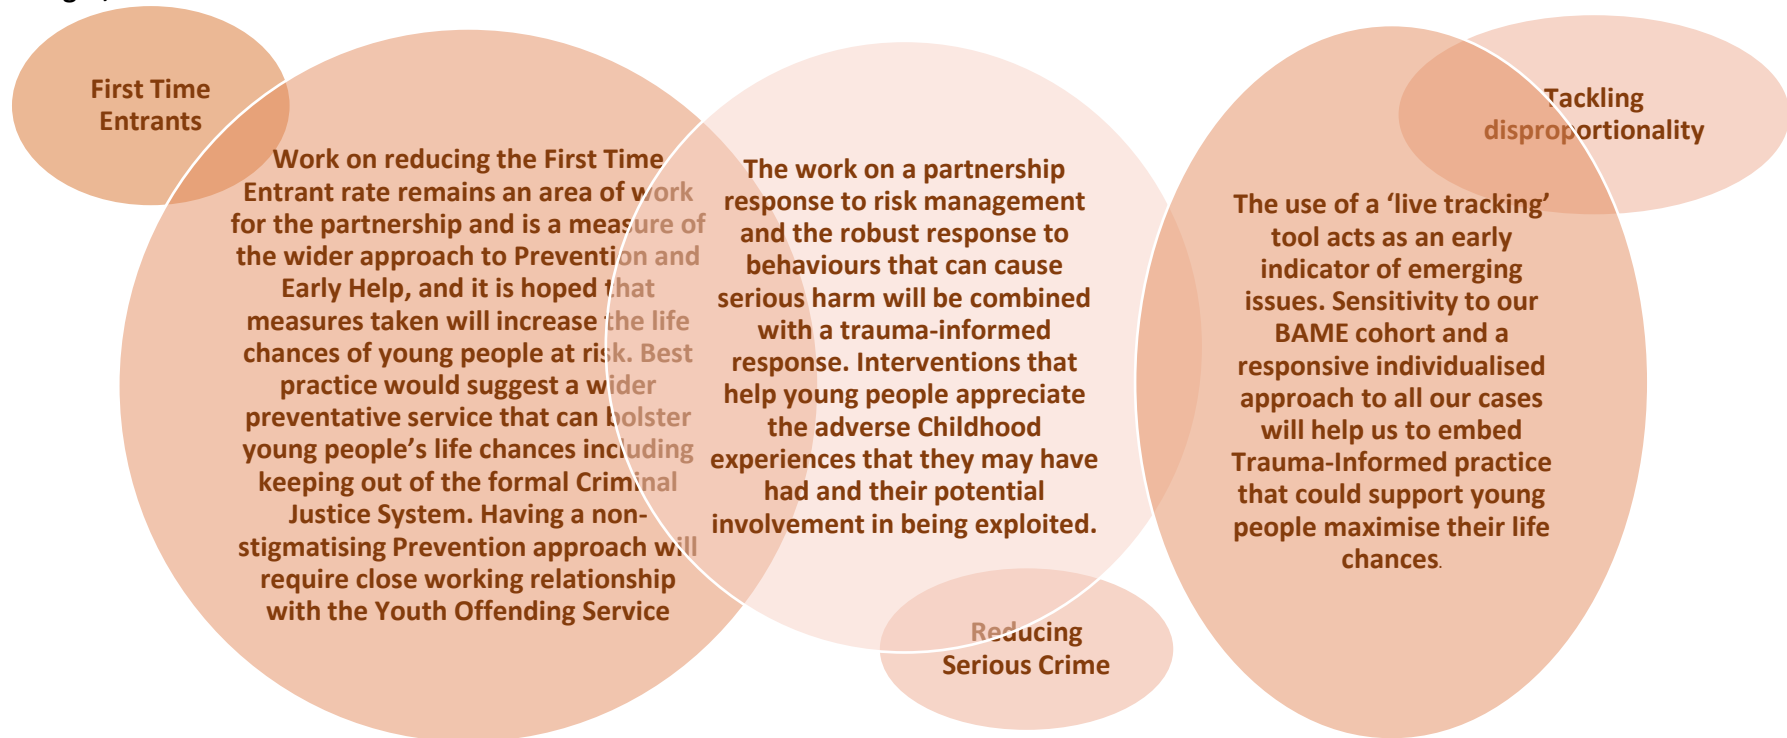 First Time
Entrants
Work on reducing the First Time
Entrant rate remains an area of work
for the partnership and is a measure of
the wider approach to Prevention and
Early Help, and it is hoped that
measures taken will increase the life
chances of young people at risk. Best
practice would suggest a wider
preventative service that can bolster
young people’s life chances including
keeping out of the formal Criminal
Justice System. Having a non-
stigmatising Prevention approach will
require close working relationship
with the Youth Offending Service
The work on a partnership
response to risk management
and the robust response to
behaviours that can cause
serious harm will be combined
with a trauma-informed
response. Interventions that
help young people appreciate
the adverse Childhood
experiences that they may have
had and their potential
involvement in being exploited.
Reducing
Serious Crime
Tackling
disproportionality
The use of a ‘live tracking’
tool acts as an early
indicator of emerging
issues. Sensitivity to our
BAME cohort and a
responsive individualised
approach to all our cases
will help us to embed
Trauma-Informed practice
that could support young
people maximise their life
chances.